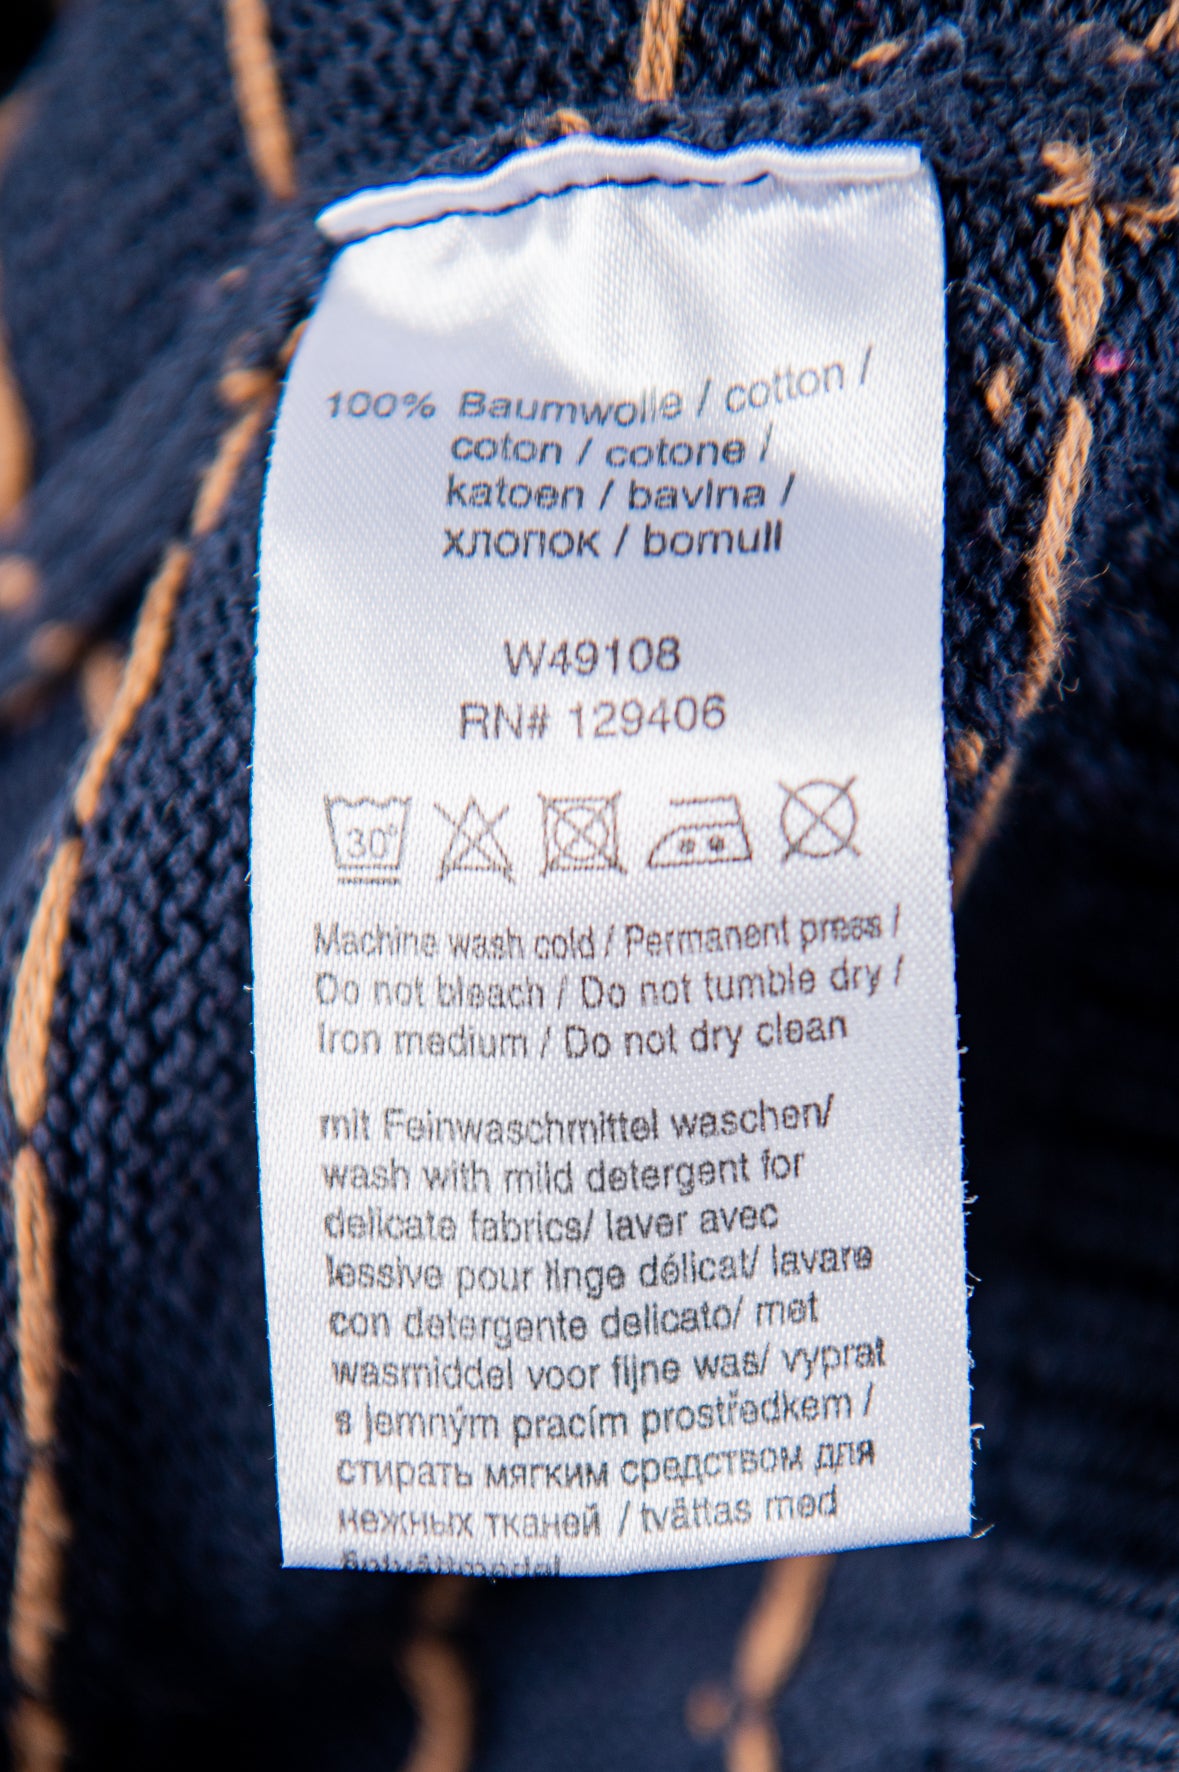 100% Baumwolle / cotton /
coton / cotone /
katoen / bavlna /
хлопок / bomull
W49108
RN# 129406
30°
Machine wash cold / Permanent press /
Do not bleach / Do not tumble dry /
Iron medium / Do not dry clean
mit Feinwaschmittel waschen/
wash with mild detergent for
delicate fabrics/ laver avec
lessive pour linge délicat/ lavare
con detergente delicato/ met
wasmiddel voor fijne was/ vyprat
s jemným pracím prostředkem /
стирать мягким средством для
нежных тканей / tvättas med